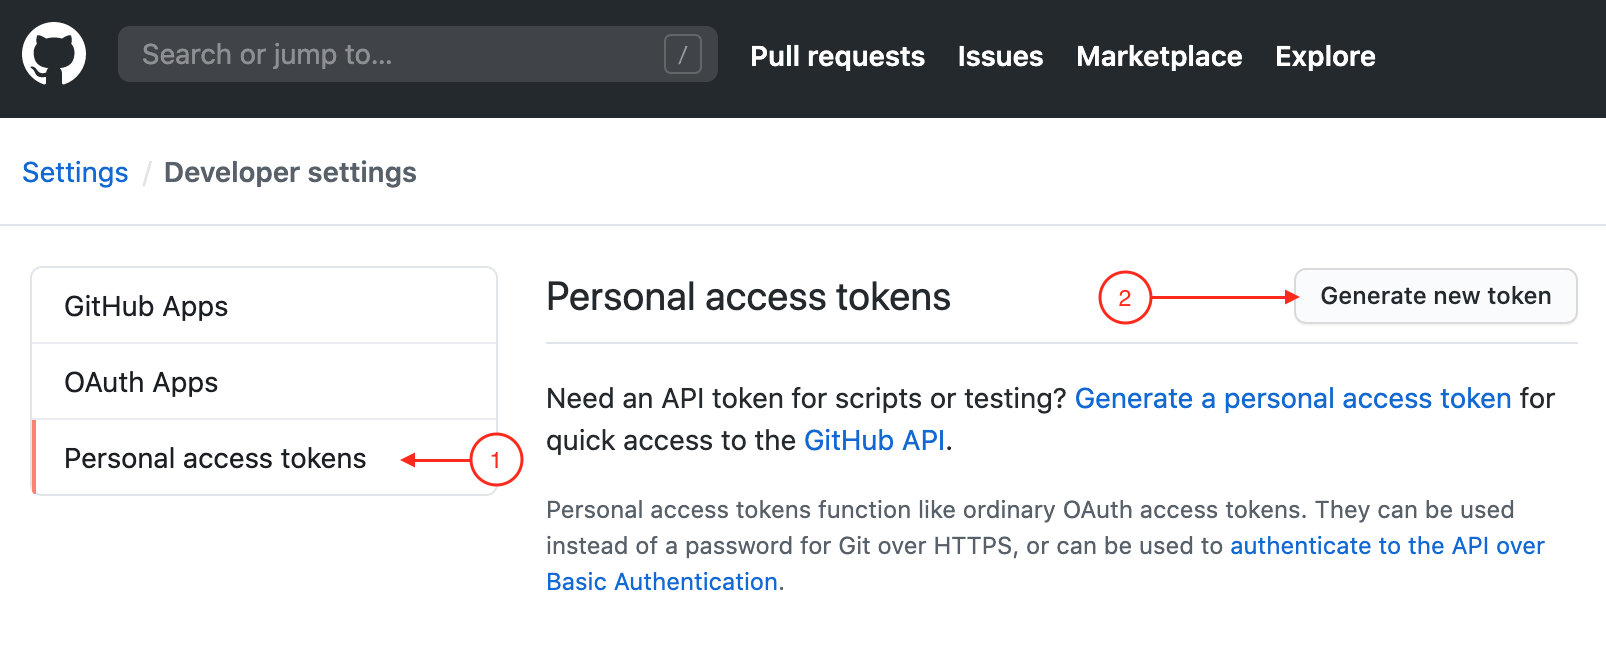 Search or jump to... /
Pull requests Issues Marketplace Explore
Settings / Developer settings
GitHub Apps
OAuth Apps
Personal access tokens
1
Personal access tokens
2
Generate new token
Need an API token for scripts or testing? Generate a personal access token for
quick access to the GitHub API.
Personal access tokens function like ordinary OAuth access tokens. They can be used
instead of a password for Git over HTTPS, or can be used to authenticate to the API over
Basic Authentication.